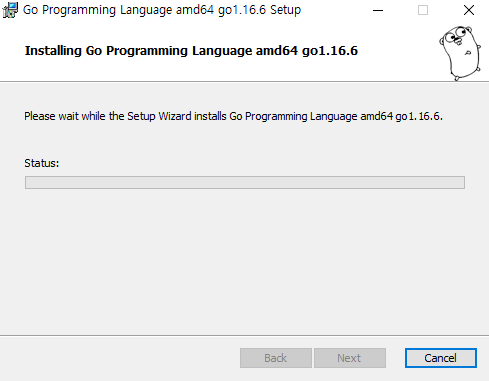 Go Programming Language amd64 go1.16.6 Setup
Installing Go Programming Language amd64 go1.16.6
Please wait while the Setup Wizard installs Go Programming Language amd64 go1.16.6.
Status:
Back Next Cancel